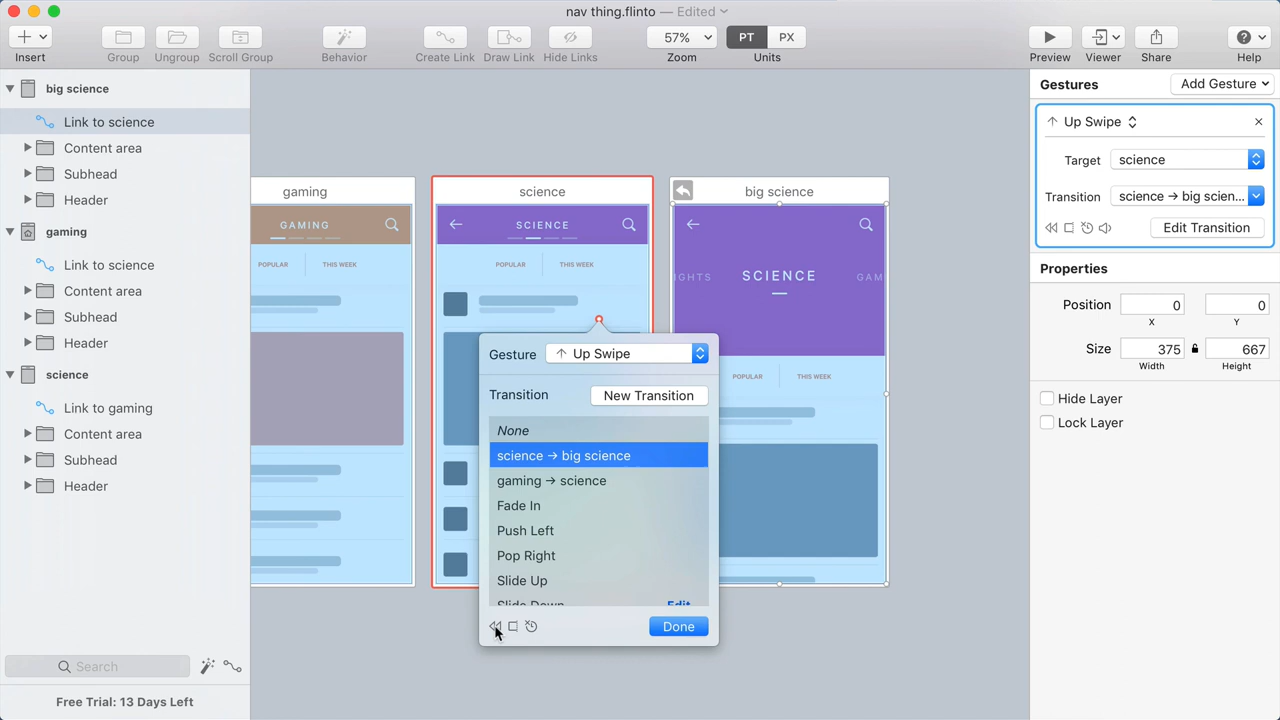 nav thing.flinto — Edited
57%
PT
PX
Insert
Group
Ungroup
Scroll Group
Behavior
Create Link
Draw Link
Hide Links
Zoom
Units
Preview
Viewer
Share
Help
big science
Link to science
Content area
Subhead
Header
gaming
Link to science
Content area
Subhead
Header
science
Link to gaming
Content area
Subhead
Header
Search
Free Trial: 13 Days Left
gaming
GAMING
POPULAR
THIS WEEK
science
SCIENCE
POPULAR
THIS WEEK
big science
IGHTS
SCIENCE
GAM
POPULAR
THIS WEEK
Gesture
Up Swipe
Transition
New Transition
None
science → big science
gaming → science
Fade In
Push Left
Pop Right
Slide Up
Slide Down
Edit
Done
Gestures
Add Gesture
Up Swipe
Target
science
Transition
science → big scien...
Edit Transition
Properties
Position
0
0
X
Y
Size
375
667
Width
Height
Hide Layer
Lock Layer